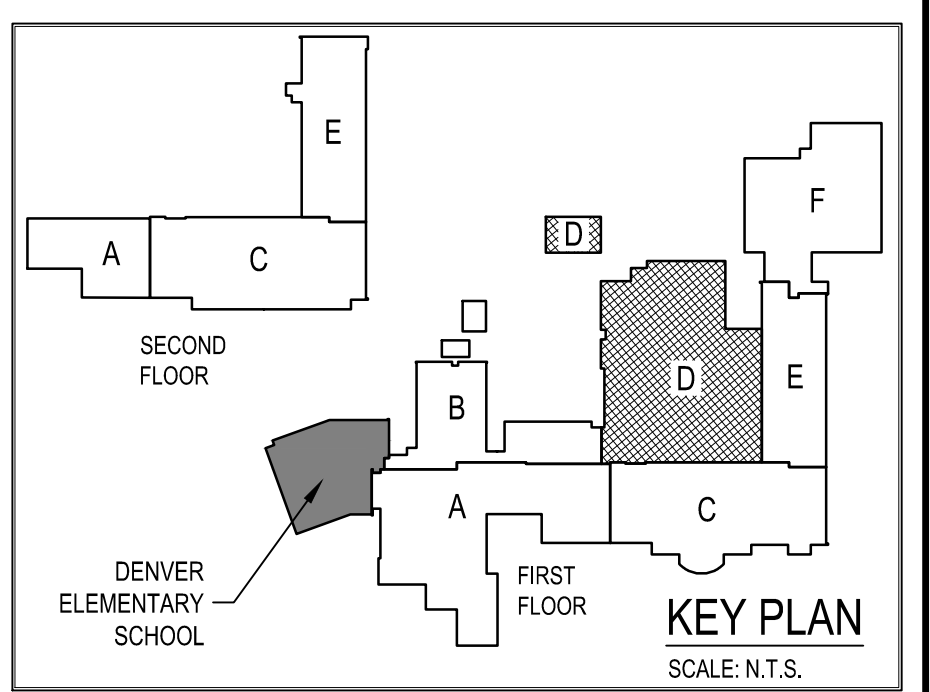 E
A
C
SECOND
FLOOR
F
D
D
E
B
A
C
DENVER
ELEMENTARY
SCHOOL
FIRST
FLOOR
KEY PLAN
SCALE: N.T.S.